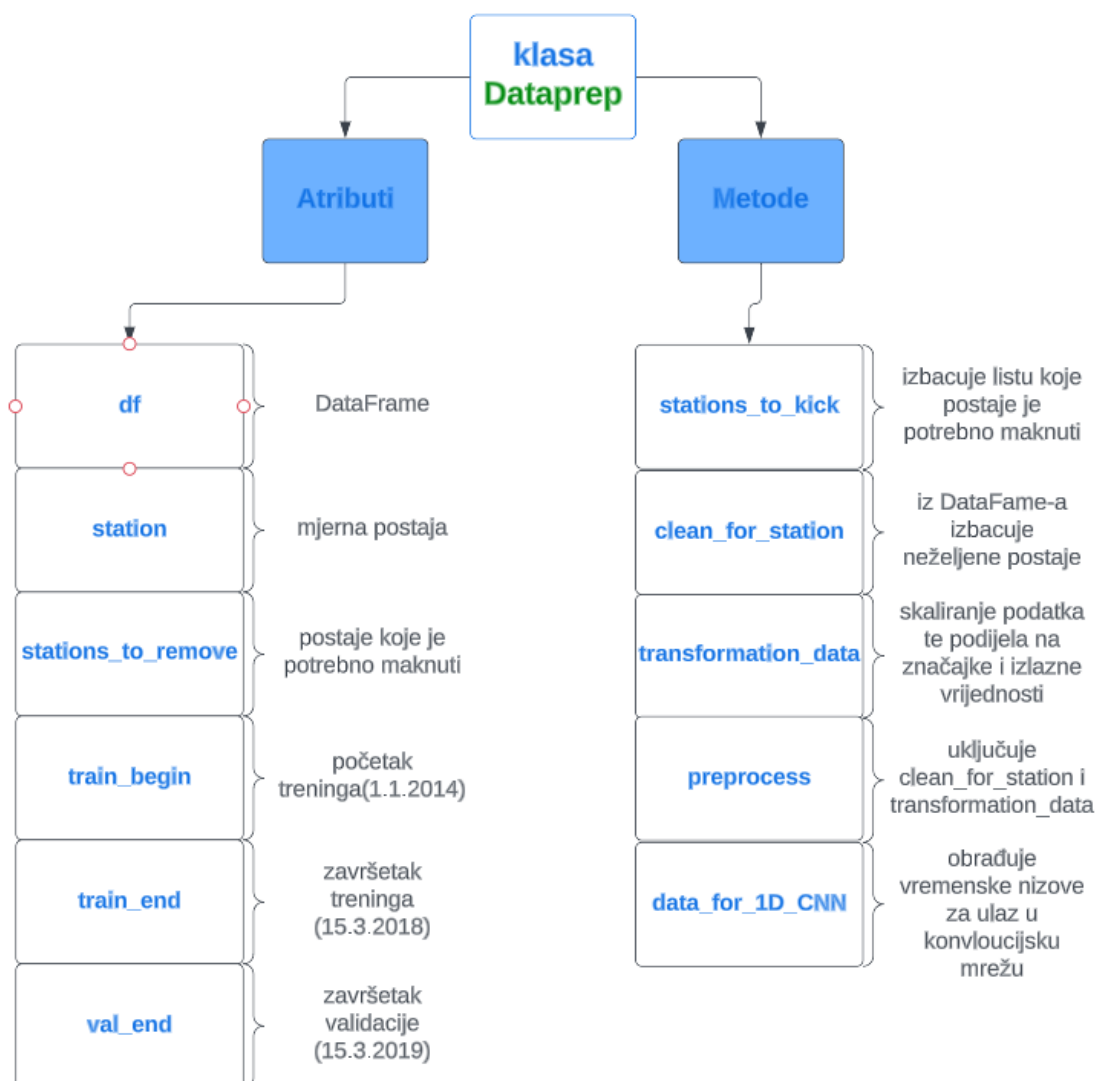 klasa
Dataprep
Atributi
Metode
df
DataFrame
station
mjerna postaja
stations_to_remove
postaje koje je
potrebno maknuti
train_begin
početak
treninga(1.1.2014)
train_end
završetak
treninga
(15.3.2018)
val_end
završetak
validacije
(15.3.2019)
stations_to_kick
izbacuje listu koje
postaje je
potrebno maknuti
clean_for_station
iz DataFame-a
izbacuje
neželjene postaje
transformation_data
skaliranje podatka
te podijela na
značajke i izlazne
vrijednosti
preprocess
uključuje
clean_for_station i
transformation_data
data_for_1D_CNN
obrađuje
vremenske nizove
za ulaz u
konvloucijsku
mrežu